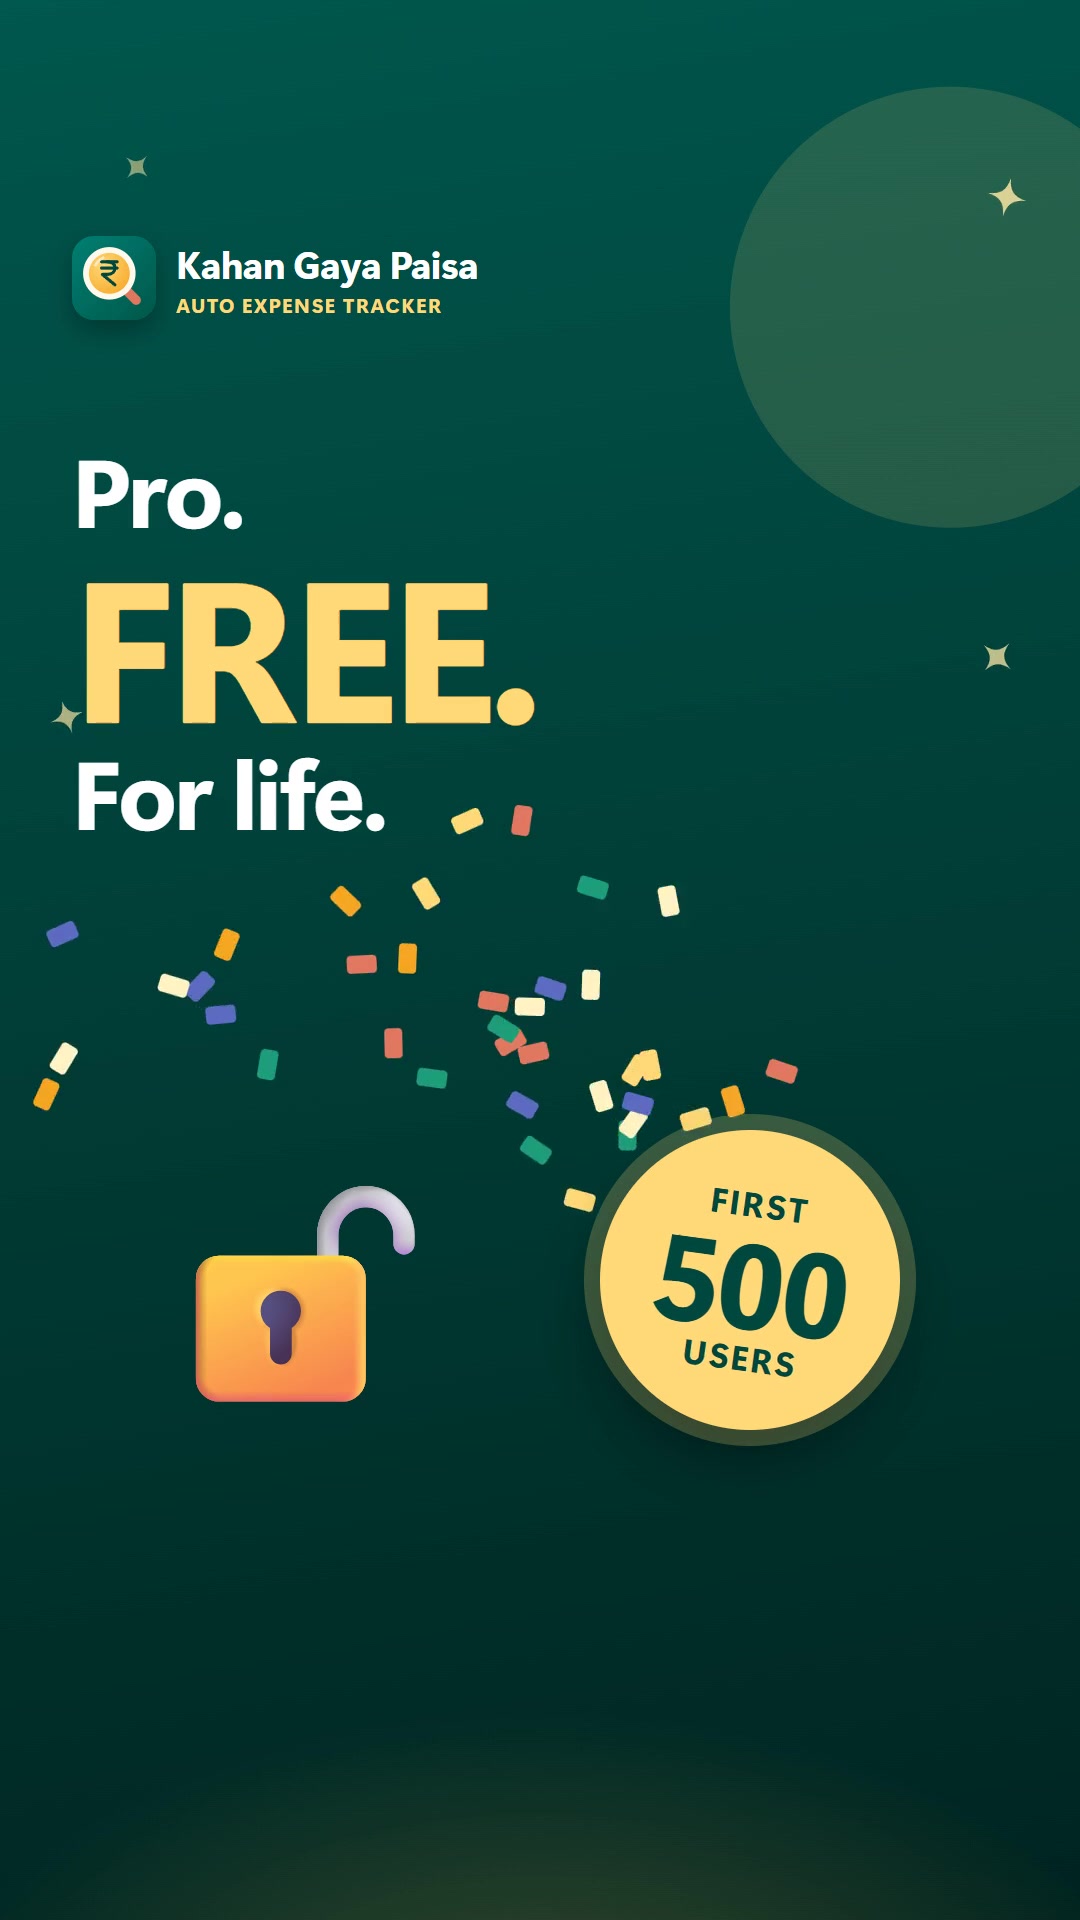 ₹
Kahan Gaya Paisa
AUTO EXPENSE TRACKER
Pro.
FREE.
For life.
FIRST
500
USERS